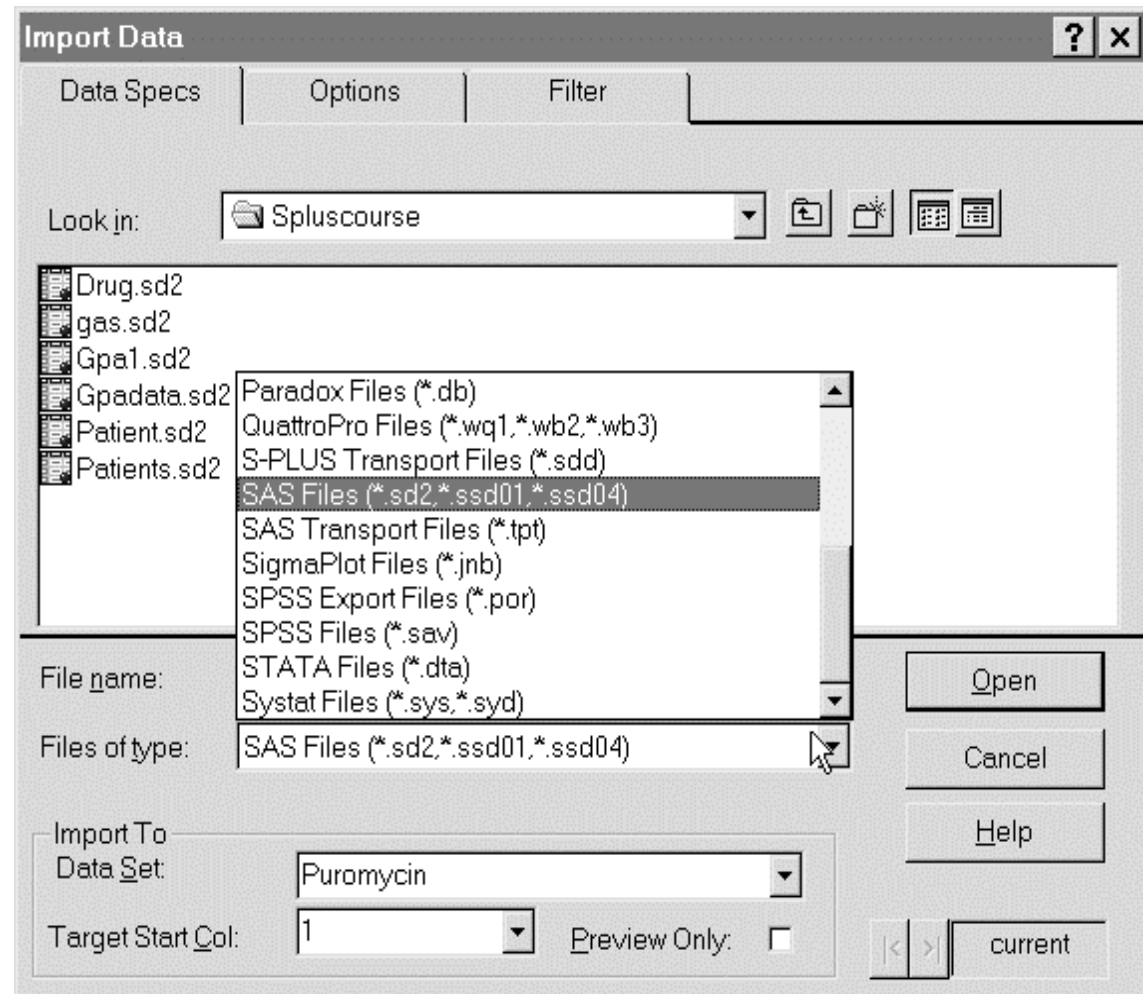 Import Data
Data Specs Options Filter
Look in: Spluscourse
Drug.sd2
gas.sd2
Gpa1.sd2
Gpadata.sd2
Patient.sd2
Patients.sd2
Paradox Files (*.db)
QuattroPro Files (*.wq1,*.wb2,*.wb3)
S-PLUS Transport Files (*.sdd)
SAS Files (*.sd2,*.ssd01,*.ssd04)
SAS Transport Files (*.tpt)
SigmaPlot Files (*.jnb)
SPSS Export Files (*.por)
SPSS Files (*.sav)
STATA Files (*.dta)
Systat Files (*.sys,*.syd)
File name: Open
Files of type: SAS Files (*.sd2,*.ssd01,*.ssd04) Cancel
Help
Import To
Data Set: Puromycin
Target Start Col: 1 Preview Only: current